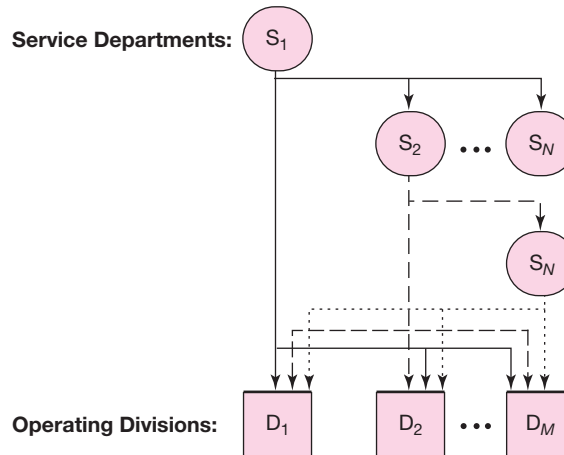 Service Departments: S1
S2 ••• SN
SN
Operating Divisions: D1 D2 ••• DM